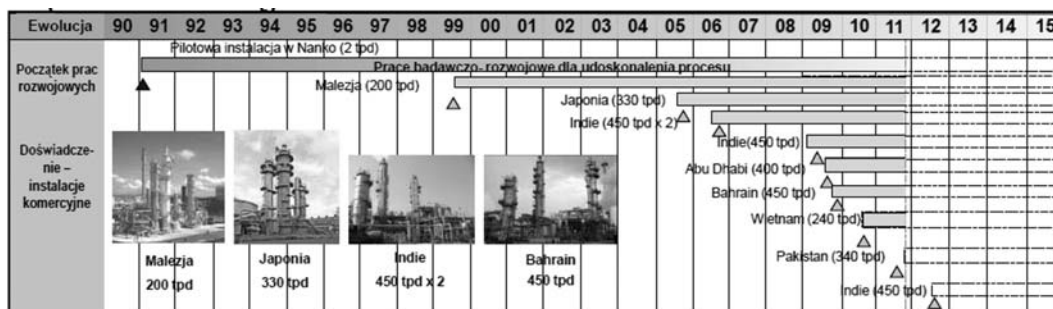 Ewolucja 90 91 92 93 94 95 96 97 98 99 00 01 02 03 04 05 06 07 08 09 10 11 12 13 14 15
Pilotowa instalacja w Nanko (2 tpd)
Początek prac
rozwojowych
Prace badawczo- rozwojowe dla udoskonalenia procesu
Malezja (200 tpd)
Japonia (330 tpd)
Indie (450 tpd x 2)
Indie(450 tpd)
Abu Dhabi (400 tpd)
Bahrain (450 tpd)
Wietnam (240 tpd)
Pakistan (340 tpd)
Indie (450 tpd)
Doświadcze-
nie –
instalacje
komercyjne
Malezja
200 tpd
Japonia
330 tpd
Indie
450 tpd x 2
Bahrain
450 tpd